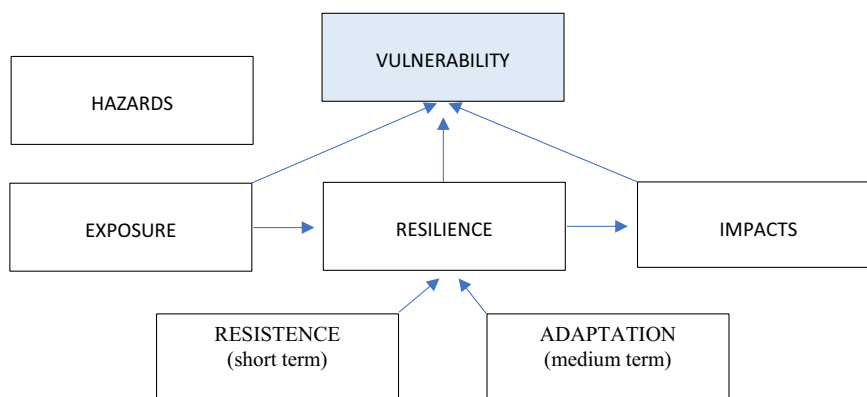 VULNERABILITY
HAZARDS
EXPOSURE
RESILIENCE
IMPACTS
RESISTENCE
(short term)
ADAPTATION
(medium term)